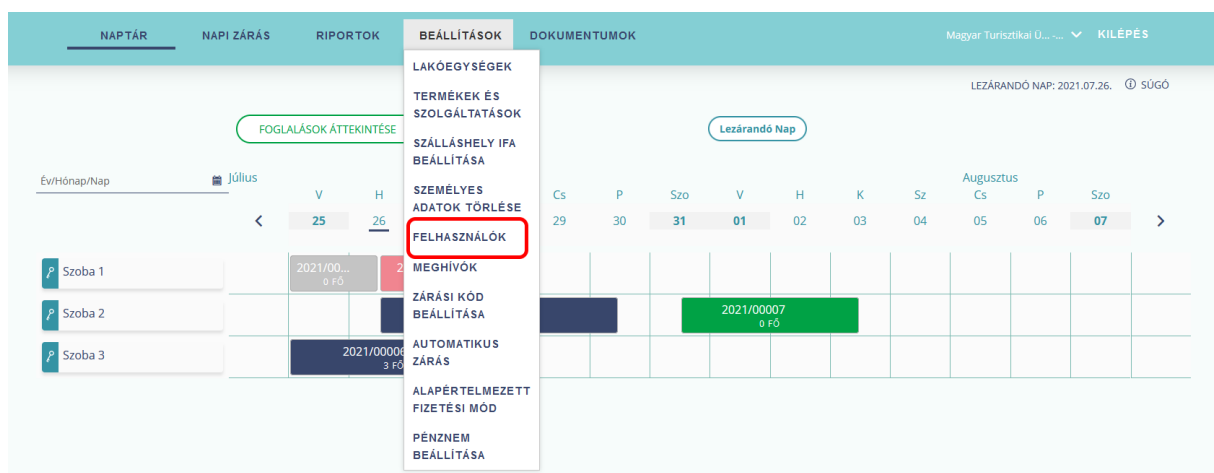 NAPTÁR NAPI ZÁRÁS RIPORTOK BEÁLLÍTÁSOK DOKUMENTUMOK Magyar Turisztikai Ü... -... KILÉPÉS
LEZÁRANDÓ NAP: 2021.07.26. SÚGÓ
FOGLALÁSOK ÁTTEKINTÉSE Lezárandó Nap
LAKÓEGYSÉGEK
TERMÉKEK ÉS
SZOLGÁLTATÁSOK
SZÁLLÁSHELY IFA
BEÁLLÍTÁSA
SZEMÉLYES
ADATOK TÖRLÉSE
FELHASZNÁLÓK
MEGHÍVÓK
ZÁRÁSI KÓD
BEÁLLÍTÁSA
AUTOMATIKUS
ZÁRÁS
ALAPÉRTELMEZETT
FIZETÉSI MÓD
PÉNZNEM
BEÁLLÍTÁSA
Év/Hónap/Nap Július Augusztus
V H Cs P Szo V H K Sz Cs P Szo
25 26 29 30 31 01 02 03 04 05 06 07
Szoba 1 2021/00... 2
0 FŐ
Szoba 2 2021/00007
0 FŐ
Szoba 3 2021/00006
3 FŐ